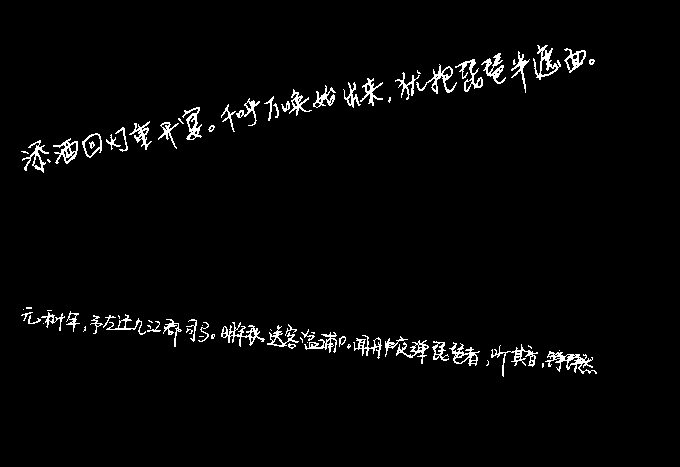 添酒回灯重开宴。千呼万唤始出来,犹抱琵琶半遮面。
元和十年,予左迁九江郡司马。明年秋,送客湓浦口,闻舟中夜弹琵琶者,听其音,铮铮然